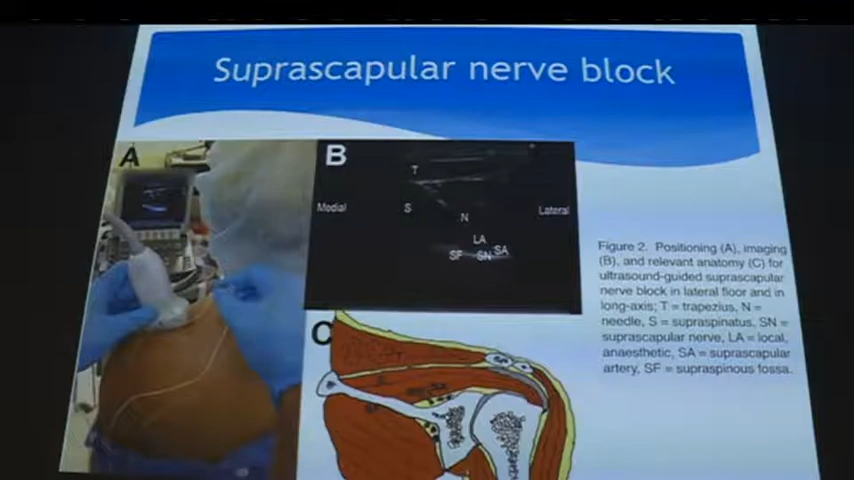 Suprascapular nerve block
A
B
T
Medial
S
Lateral
N
LA
SF
SN
SA
Figure 2. Positioning (A), imaging
(B), and relevant anatomy (C) for
ultrasound-guided suprascapular
nerve block in lateral floor and in
long-axis; T = trapezius, N =
needle, S = supraspinatus, SN =
suprascapular nerve, LA = local,
anaesthetic, SA = suprascapular
artery, SF = supraspinous fossa.
C